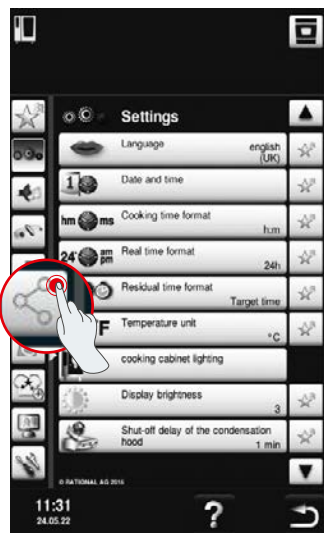 Settings
Language
english
(UK)
1
Date and time
hm ms
Cooking time format
h:m
24h am
pm
Real time format
24h
Residual time format
Target time
F
Temperature unit
°C
cooking cabinet lighting
Display brightness
3
Shut-off delay of the condensation
hood
1 min
© RATIONAL AG 2016
11:31
24.05.22
?